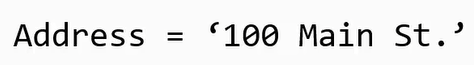 Address = ‘100 Main St.’